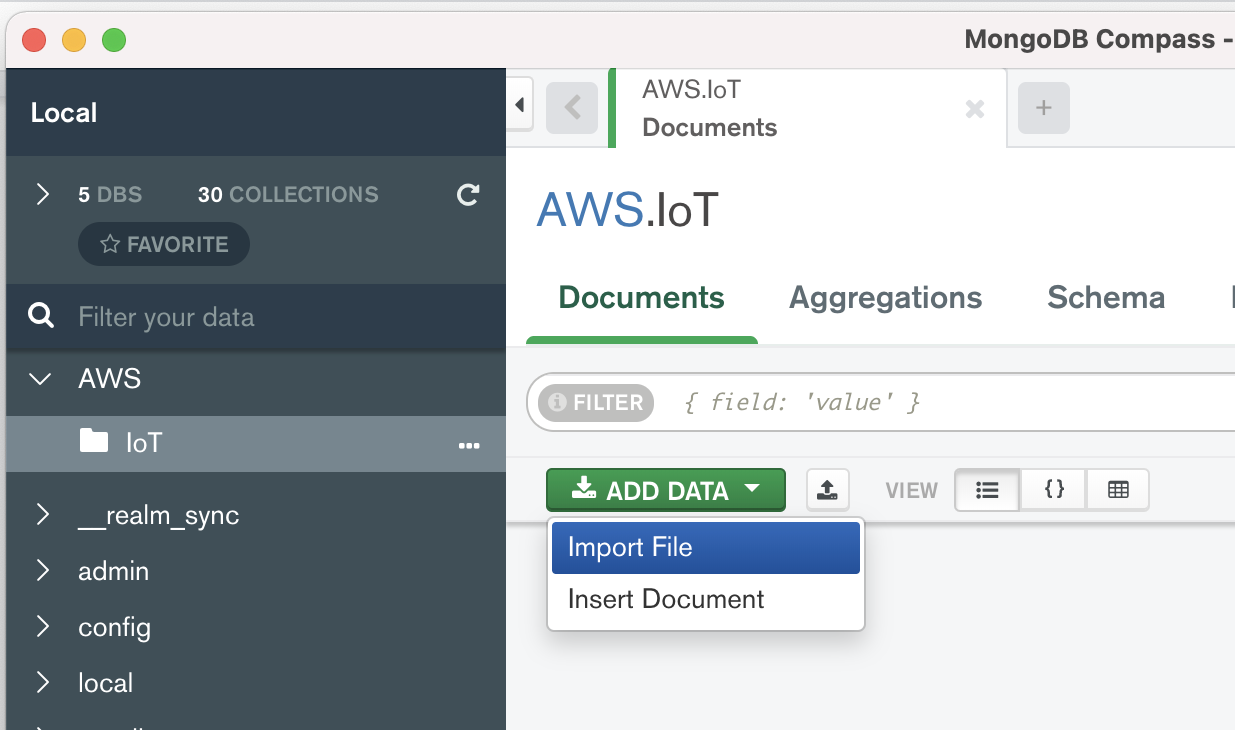 MongoDB Compass -
Local
5 DBS 30 COLLECTIONS
FAVORITE
Filter your data
AWS
IoT
__realm_sync
admin
config
local
AWS.IoT
Documents
AWS.IoT
Documents Aggregations Schema
FILTER { field: 'value' }
ADD DATA VIEW {}
Import File
Insert Document